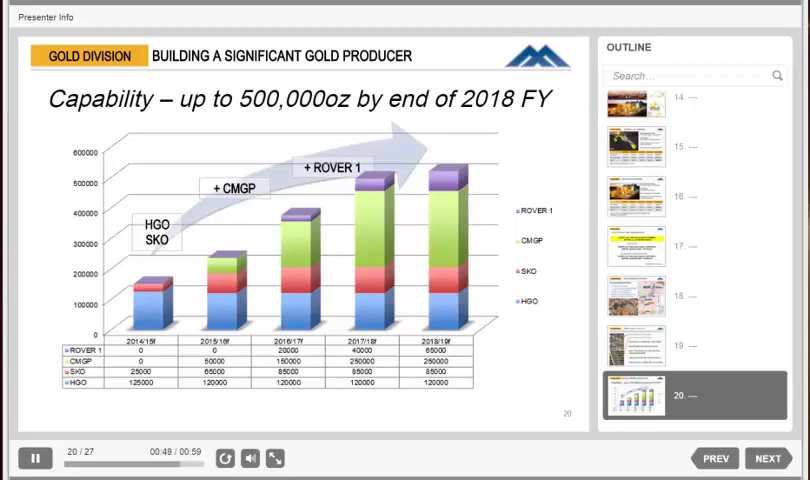 Presenter Info
GOLD DIVISION BUILDING A SIGNIFICANT GOLD PRODUCER
Capability – up to 500,000oz by end of 2018 FY
600000
500000
400000
300000
200000
100000
0
HGO
SKO
+ CMGP
+ ROVER 1
ROVER 1
CMGP
SKO
HGO
2014/15f 2015/16f 2016/17f 2017/18f 2018/19f
ROVER 1 0 0 20000 40000 65000
CMGP 0 50000 150000 250000 250000
SKO 25000 65000 85000 85000 85000
HGO 125000 120000 120000 120000 120000
20
OUTLINE
Search...
14. ---
15. ---
16. ---
17. ---
18. ---
19. ---
20. ---
20 / 27 00:49 / 00:59
PREV NEXT